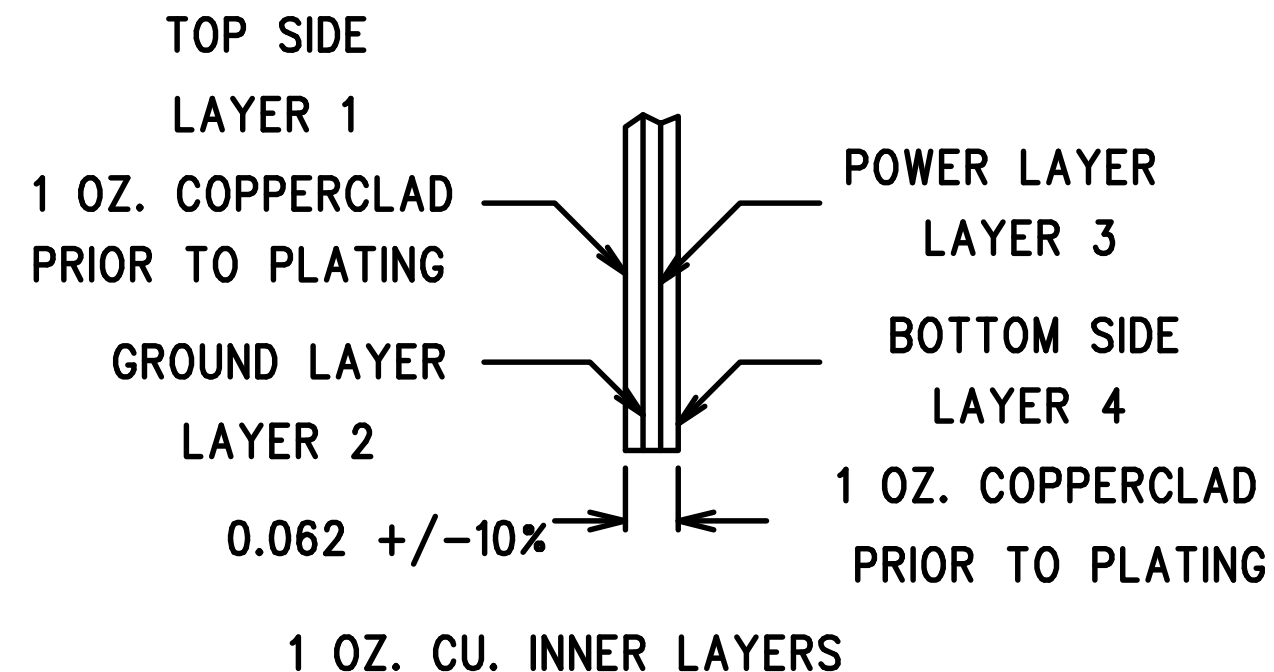 TOP SIDE
LAYER 1
1 OZ. COPPERCLAD
PRIOR TO PLATING
GROUND LAYER
LAYER 2
0.062 +/-10%
POWER LAYER
LAYER 3
BOTTOM SIDE
LAYER 4
1 OZ. COPPERCLAD
PRIOR TO PLATING
1 OZ. CU. INNER LAYERS